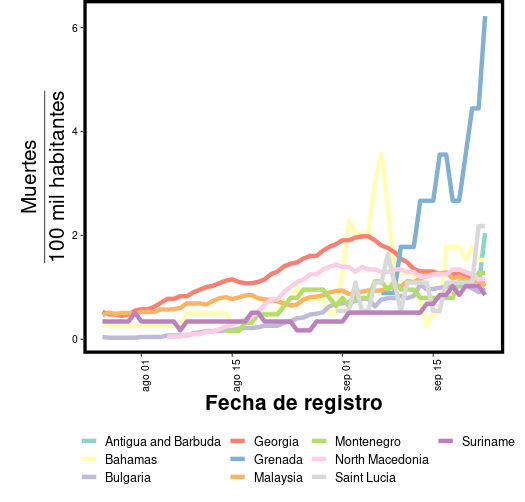 Muertes
100 mil habitantes
6
4
2
0
ago 01
ago 15
sep 01
sep 15
Fecha de registro
Antigua and Barbuda Georgia Montenegro Suriname
Bahamas Grenada North Macedonia
Bulgaria Malaysia Saint Lucia